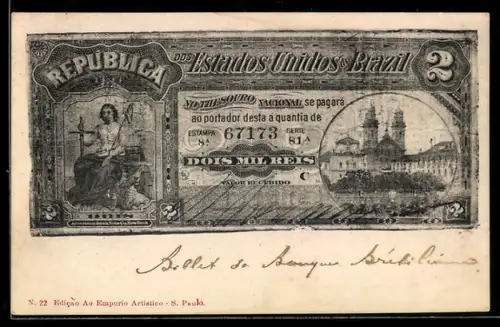 REPUBLICA DOS Estados Unidos do Brazil 2
NO THESOURO NACIONAL se pagará
ao portador desta a quantia de
ESTAMPA 8ª 67173 SERIE 81ª
DOIS MIL REIS
VALOR RECEBIDO C
2 DOIS 2 2
Billet de Banque Brésilienne
N. 22 Edição Ao Emporio Artistico - S. Paulo.